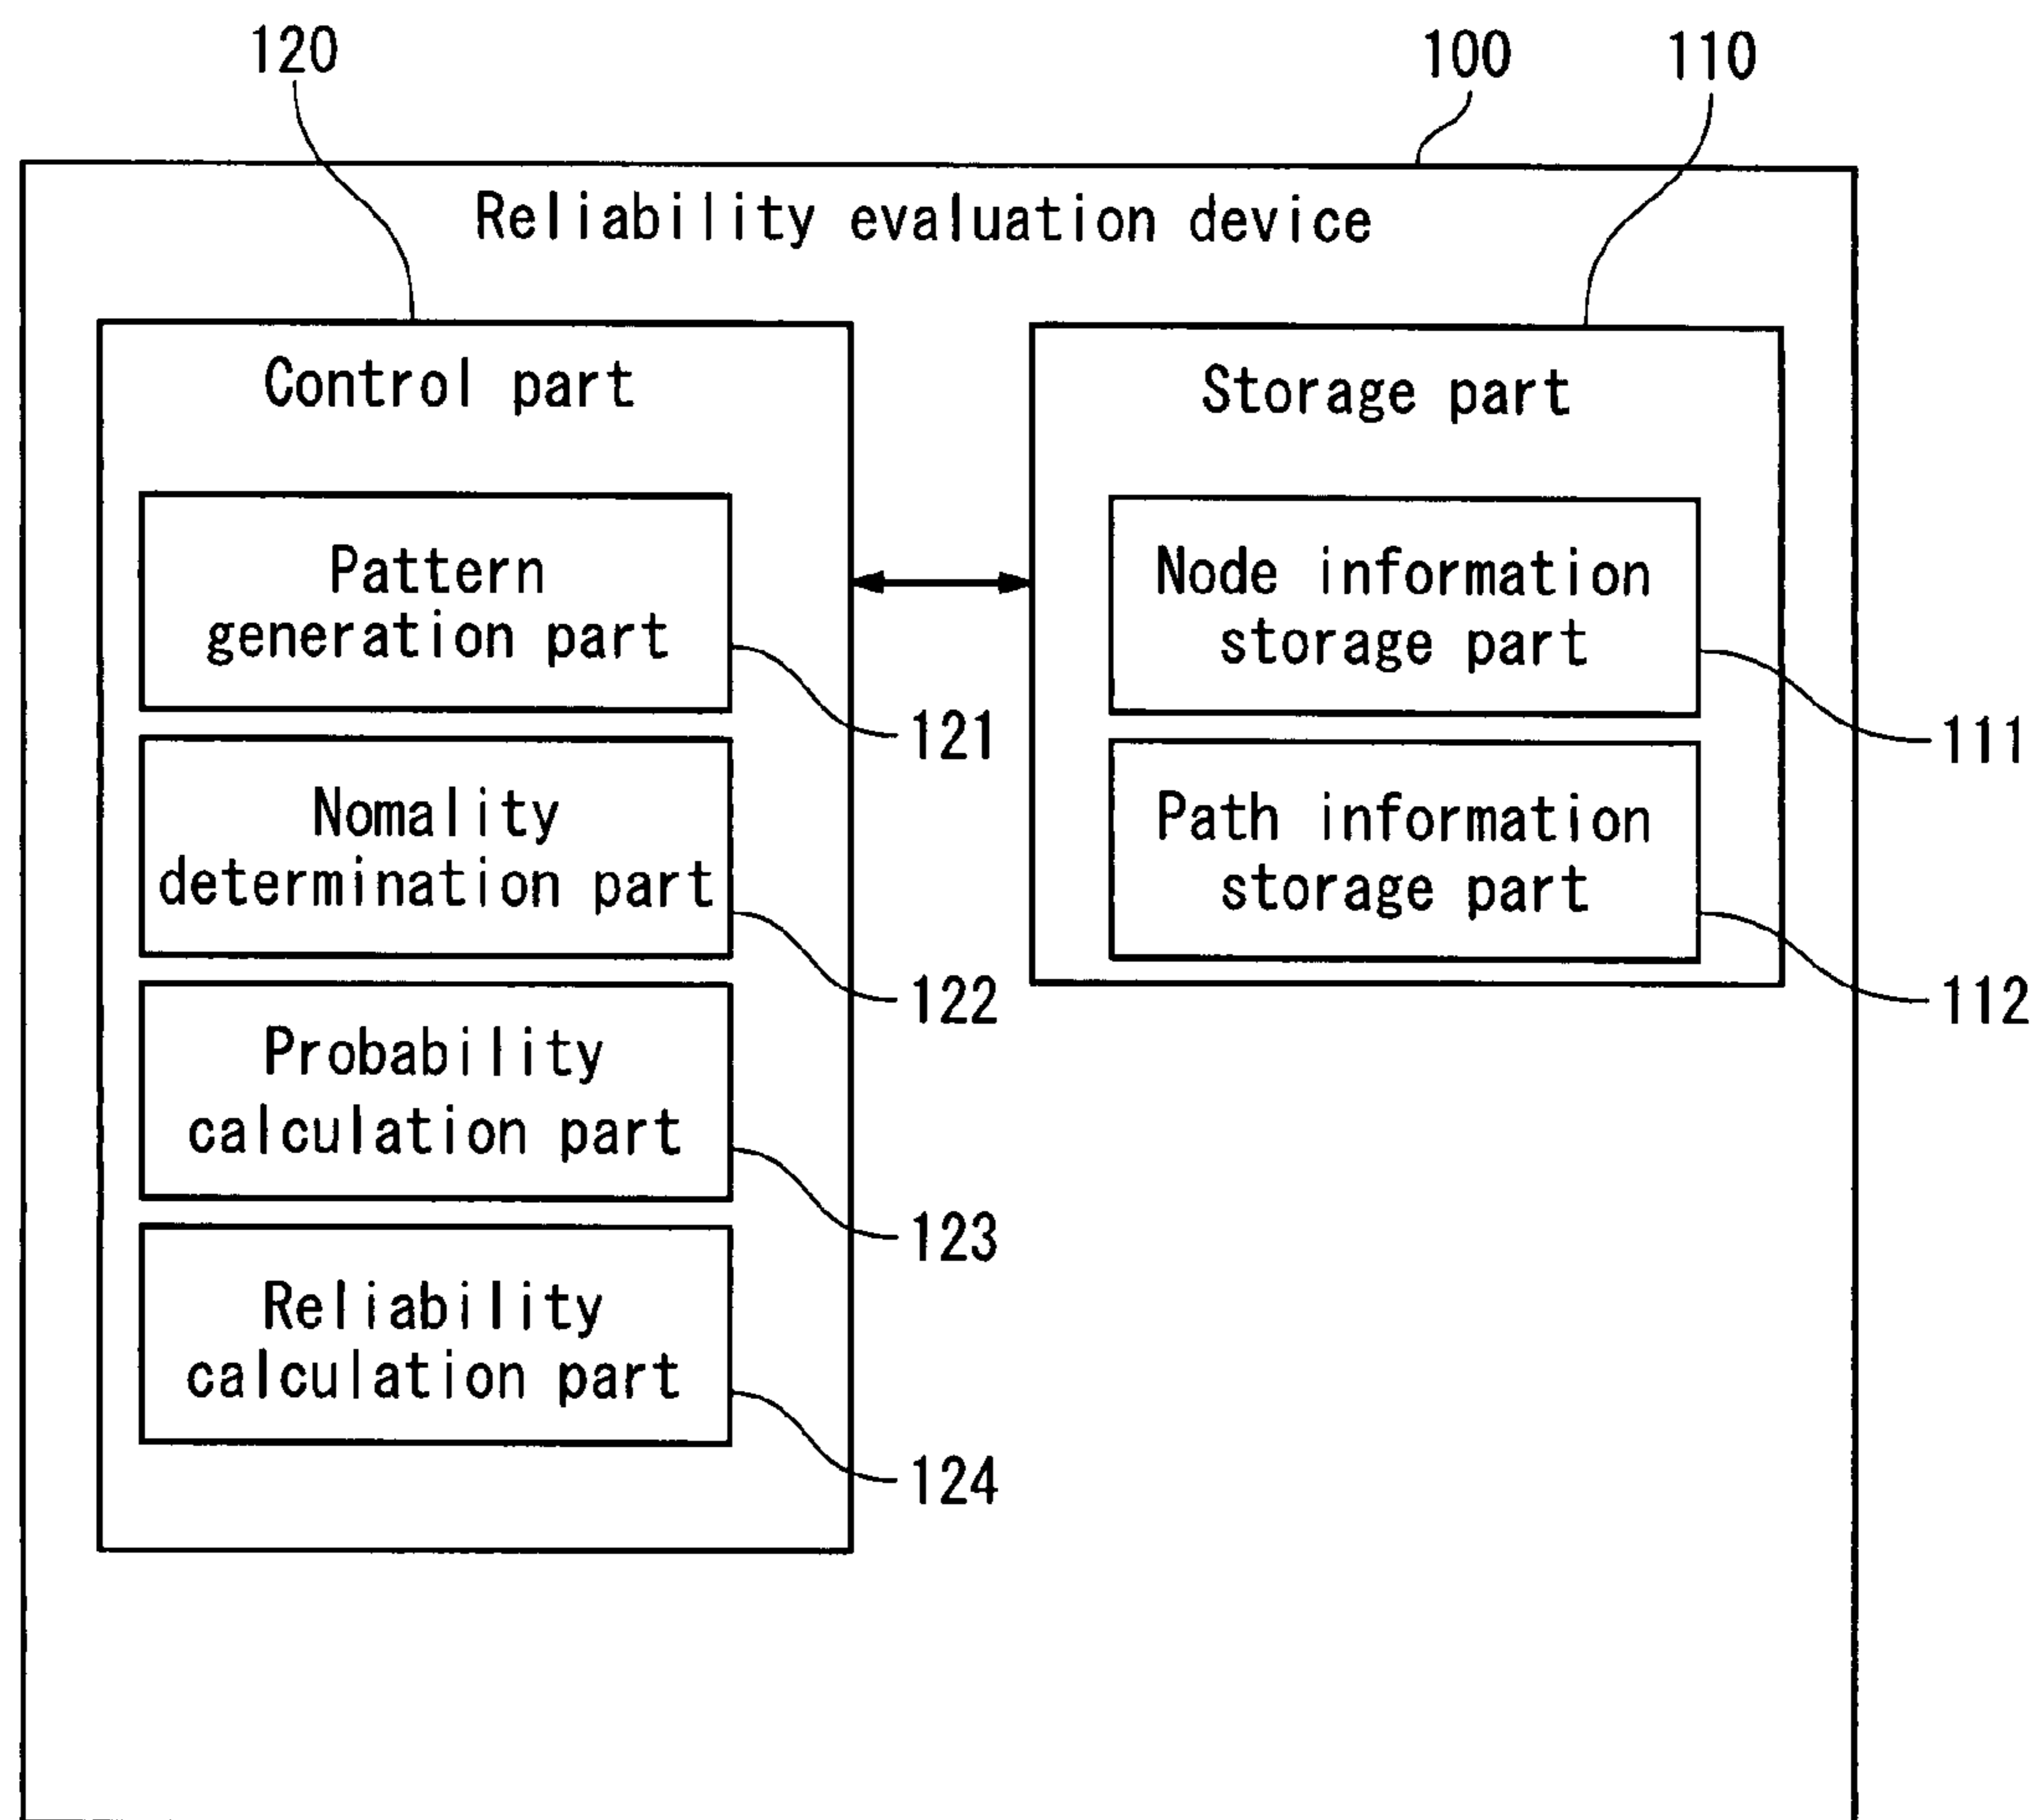 120
100
110
Reliability evaluation device
Control part
Storage part
Pattern
generation part
121
Nomality
determination part
122
Probability
calculation part
123
Reliability
calculation part
124
Node information
storage part
111
Path information
storage part
112